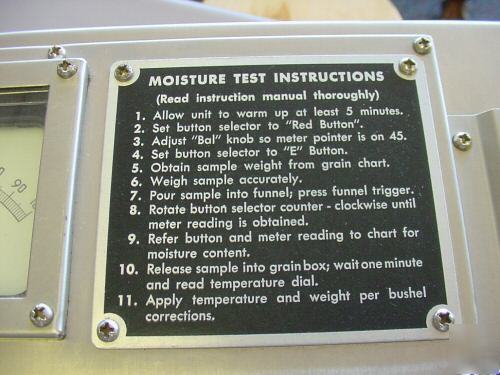 MOISTURE TEST INSTRUCTIONS
(Read instruction manual thoroughly)
1. Allow unit to warm up at least 5 minutes.
2. Set button selector to "Red Button".
3. Adjust "Bal" knob so meter pointer is on 45.
4. Set button selector to "E" Button.
5. Obtain sample weight from grain chart.
6. Weigh sample accurately.
7. Pour sample into funnel; press funnel trigger.
8. Rotate button selector counter - clockwise until
meter reading is obtained.
9. Refer button and meter reading to chart for
moisture content.
10. Release sample into grain box; wait one minute
and read temperature dial.
11. Apply temperature and weight per bushel
corrections.
90